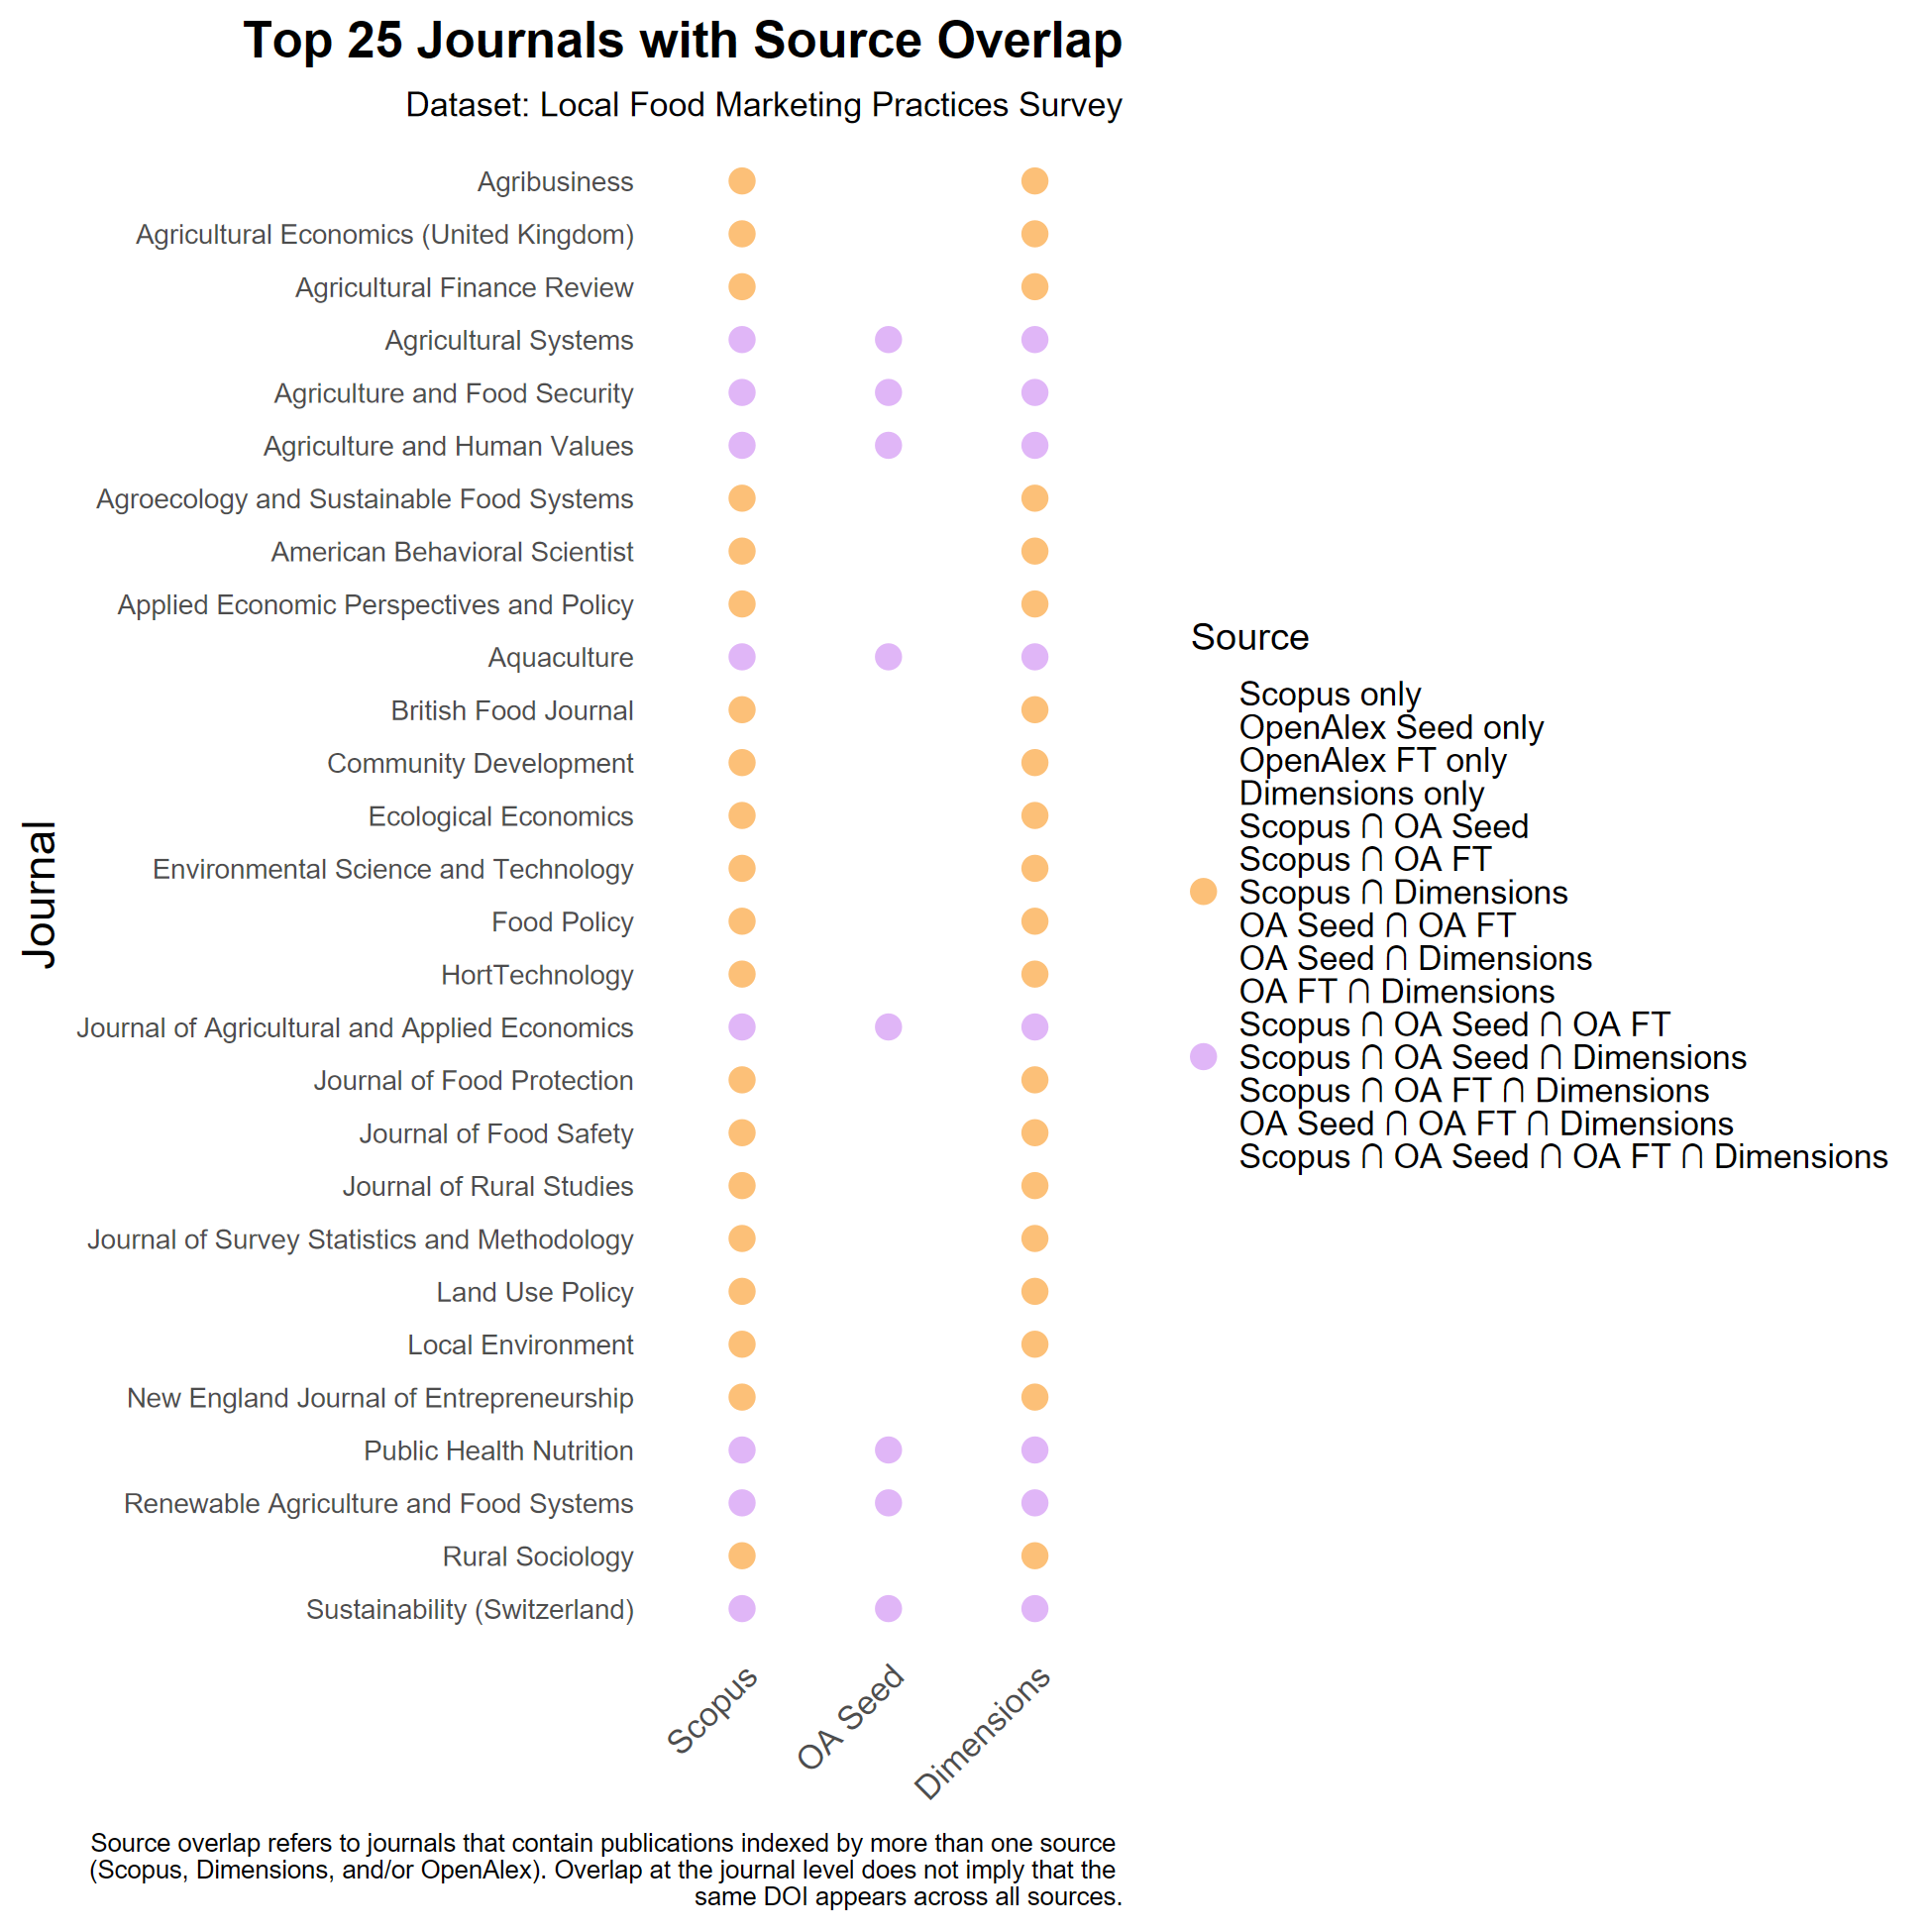 Top 25 Journals with Source Overlap
Dataset: Local Food Marketing Practices Survey
Journal
Agribusiness
Agricultural Economics (United Kingdom)
Agricultural Finance Review
Agricultural Systems
Agriculture and Food Security
Agriculture and Human Values
Agroecology and Sustainable Food Systems
American Behavioral Scientist
Applied Economic Perspectives and Policy
Aquaculture
British Food Journal
Community Development
Ecological Economics
Environmental Science and Technology
Food Policy
HortTechnology
Journal of Agricultural and Applied Economics
Journal of Food Protection
Journal of Food Safety
Journal of Rural Studies
Journal of Survey Statistics and Methodology
Land Use Policy
Local Environment
New England Journal of Entrepreneurship
Public Health Nutrition
Renewable Agriculture and Food Systems
Rural Sociology
Sustainability (Switzerland)
Scopus
OA Seed
Dimensions
Source
Scopus only
OpenAlex Seed only
OpenAlex FT only
Dimensions only
Scopus ∩ OA Seed
Scopus ∩ OA FT
Scopus ∩ Dimensions
OA Seed ∩ OA FT
OA Seed ∩ Dimensions
OA FT ∩ Dimensions
Scopus ∩ OA Seed ∩ OA FT
Scopus ∩ OA Seed ∩ Dimensions
Scopus ∩ OA FT ∩ Dimensions
OA Seed ∩ OA FT ∩ Dimensions
Scopus ∩ OA Seed ∩ OA FT ∩ Dimensions
Source overlap refers to journals that contain publications indexed by more than one source
(Scopus, Dimensions, and/or OpenAlex). Overlap at the journal level does not imply that the
same DOI appears across all sources.